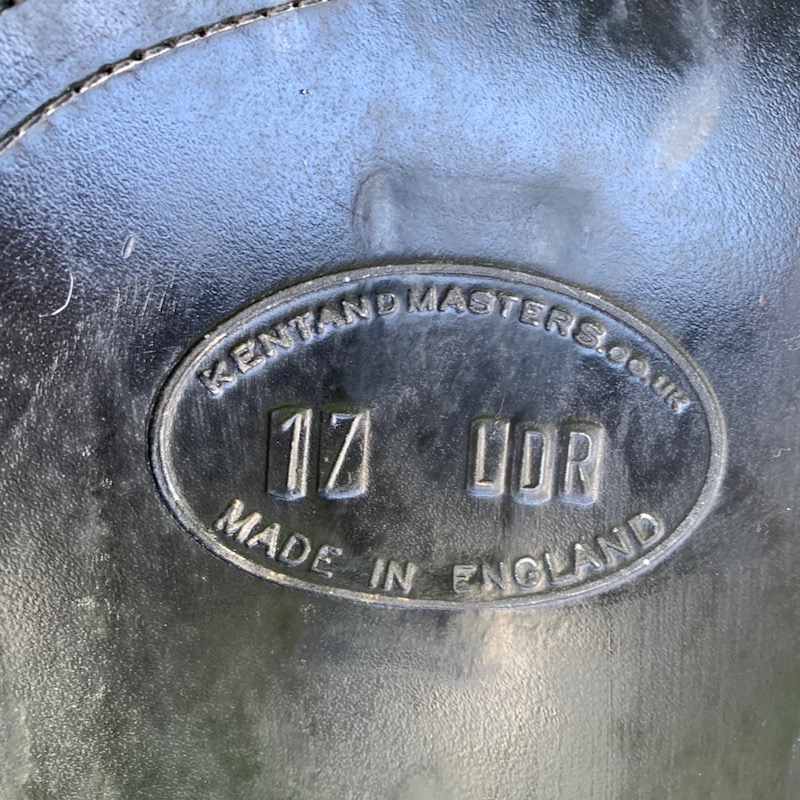 KENTANDMASTERS.co.uk
17 LDR
MADE IN ENGLAND